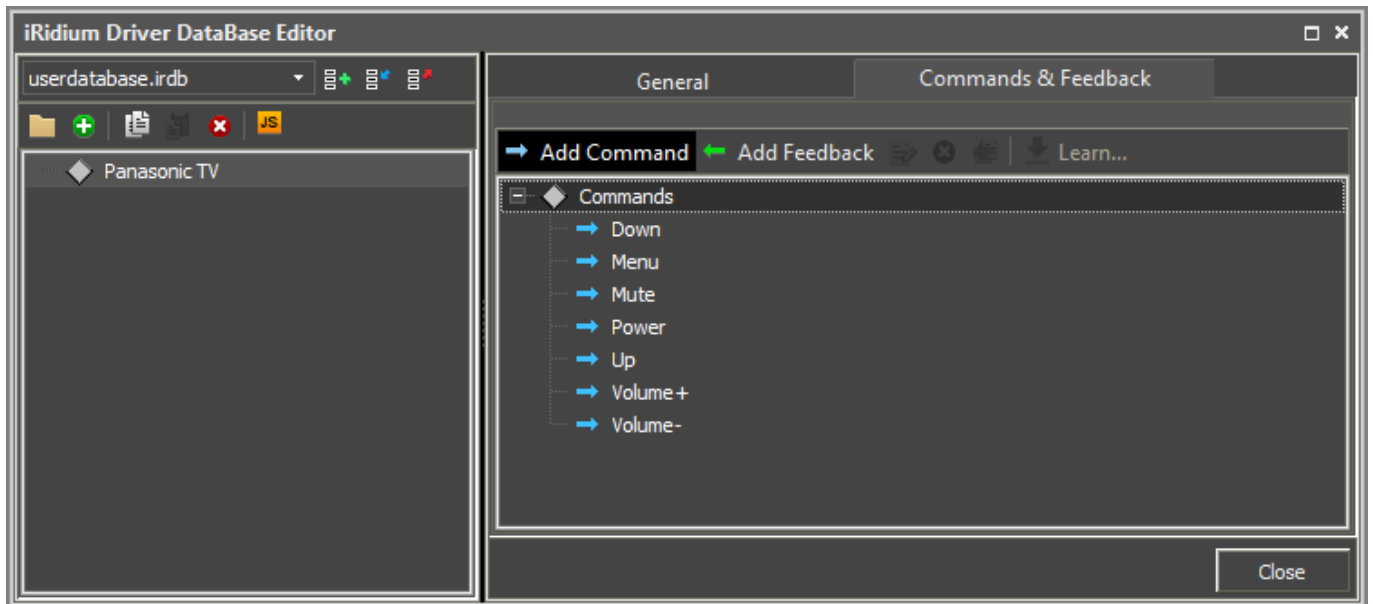 iRidium Driver DataBase Editor
userdatabase.irdb
JS
Panasonic TV
General
Commands & Feedback
Add Command
Add Feedback
Learn...
Commands
Down
Menu
Mute
Power
Up
Volume+
Volume-
Close